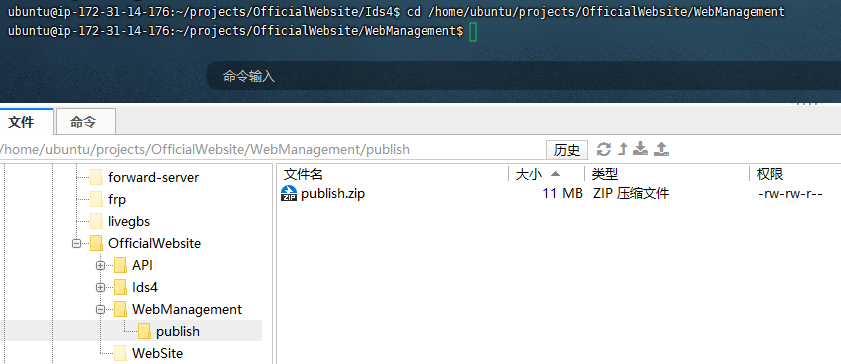 ubuntu@ip-172-31-14-176:~/projects/OfficialWebsite/Ids4$ cd /home/ubuntu/projects/OfficialWebsite/WebManagement
ubuntu@ip-172-31-14-176:~/projects/OfficialWebsite/WebManagement$
命令输入
文件 命令
/home/ubuntu/projects/OfficialWebsite/WebManagement/publish 历史
文件名 大小 类型 权限
publish.zip 11 MB ZIP 压缩文件 -rw-rw-r--
ZIP
forward-server
frp
livegbs
OfficialWebsite
API
Ids4
WebManagement
publish
WebSite